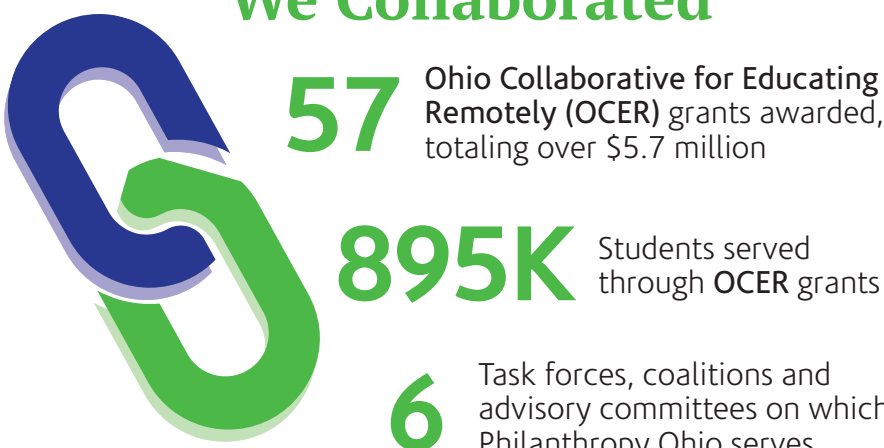 We Collaborated
57
Ohio Collaborative for Educating
Remotely (OCER) grants awarded,
totaling over $5.7 million
895K
Students served
through OCER grants
6
Task forces, coalitions and
advisory committees on which
Philanthropy Ohio serves